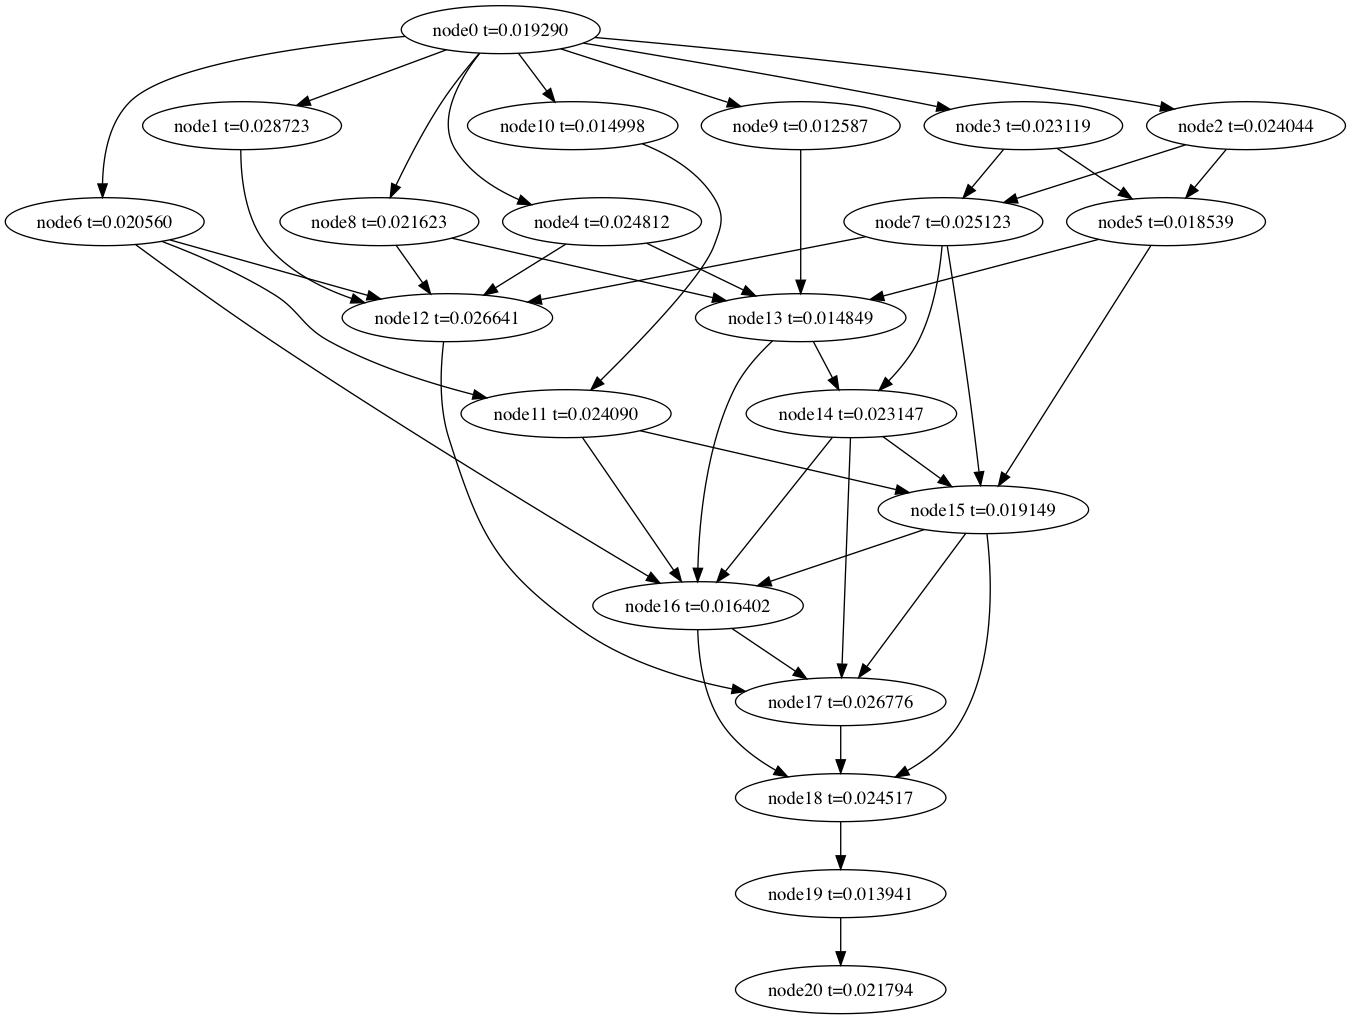 node0 t=0.019290
node1 t=0.028723
node10 t=0.014998
node9 t=0.012587
node3 t=0.023119
node2 t=0.024044
node6 t=0.020560
node8 t=0.021623
node4 t=0.024812
node7 t=0.025123
node5 t=0.018539
node12 t=0.026641
node13 t=0.014849
node11 t=0.024090
node14 t=0.023147
node15 t=0.019149
node16 t=0.016402
node17 t=0.026776
node18 t=0.024517
node19 t=0.013941
node20 t=0.021794